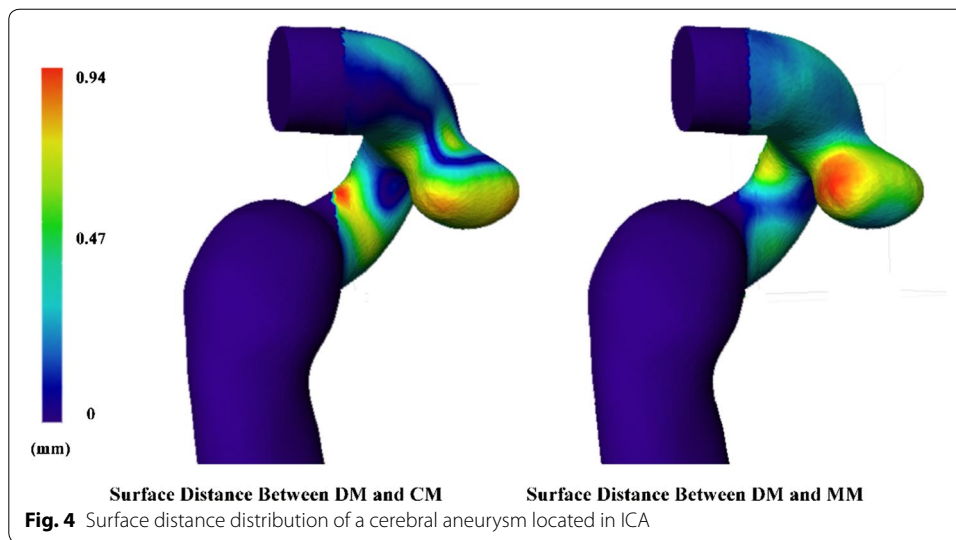 0.94
0.47
0
(mm)
Surface Distance Between DM and CM
Surface Distance Between DM and MM
Fig. 4 Surface distance distribution of a cerebral aneurysm located in ICA